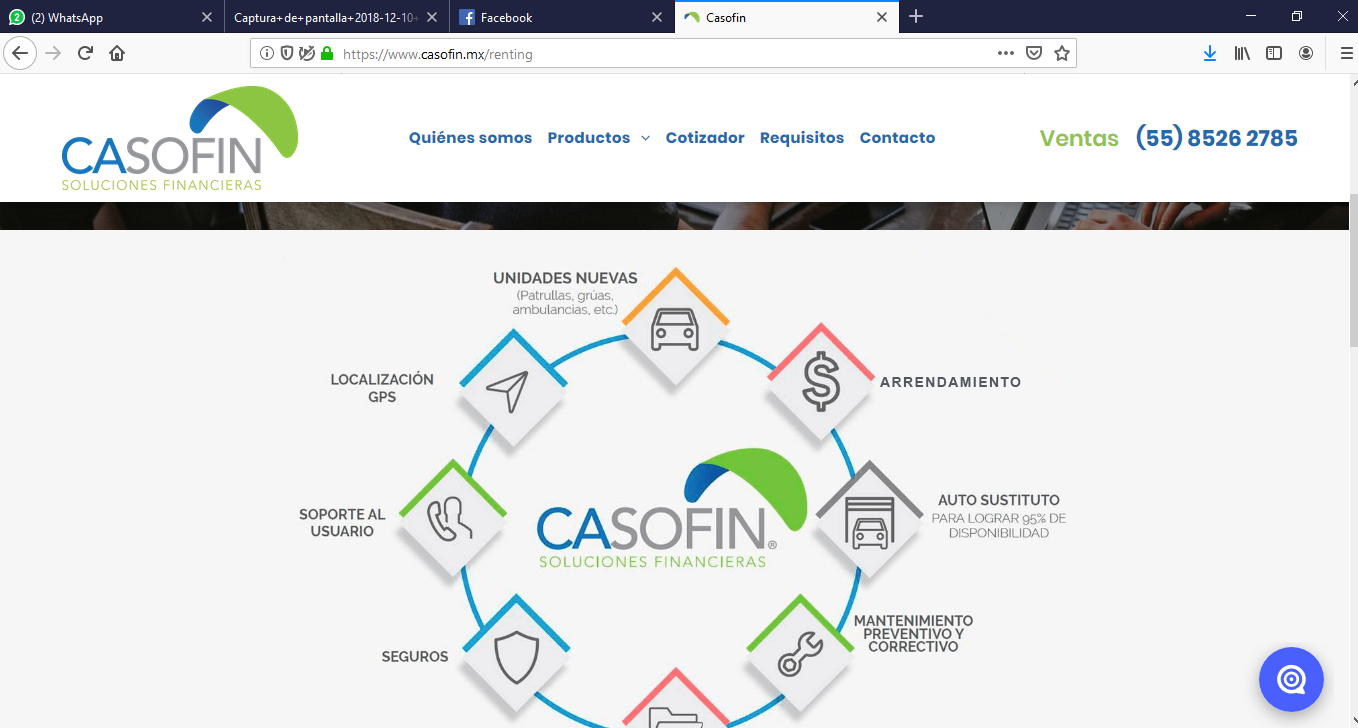 (2) WhatsApp
Captura+de+pantalla+2018-12-10+
Facebook
Casofin
https://www.casofin.mx/renting
CASOFIN
SOLUCIONES FINANCIERAS
Quiénes somos
Productos
Cotizador
Requisitos
Contacto
Ventas (55) 8526 2785
UNIDADES NUEVAS
(Patrullas, grúas,
ambulancias, etc.)
LOCALIZACIÓN
GPS
ARRENDAMIENTO
SOPORTE AL
USUARIO
CASOFIN®
SOLUCIONES FINANCIERAS
AUTO SUSTITUTO
PARA LOGRAR 95% DE
DISPONIBILIDAD
SEGUROS
MANTENIMIENTO
PREVENTIVO Y
CORRECTIVO